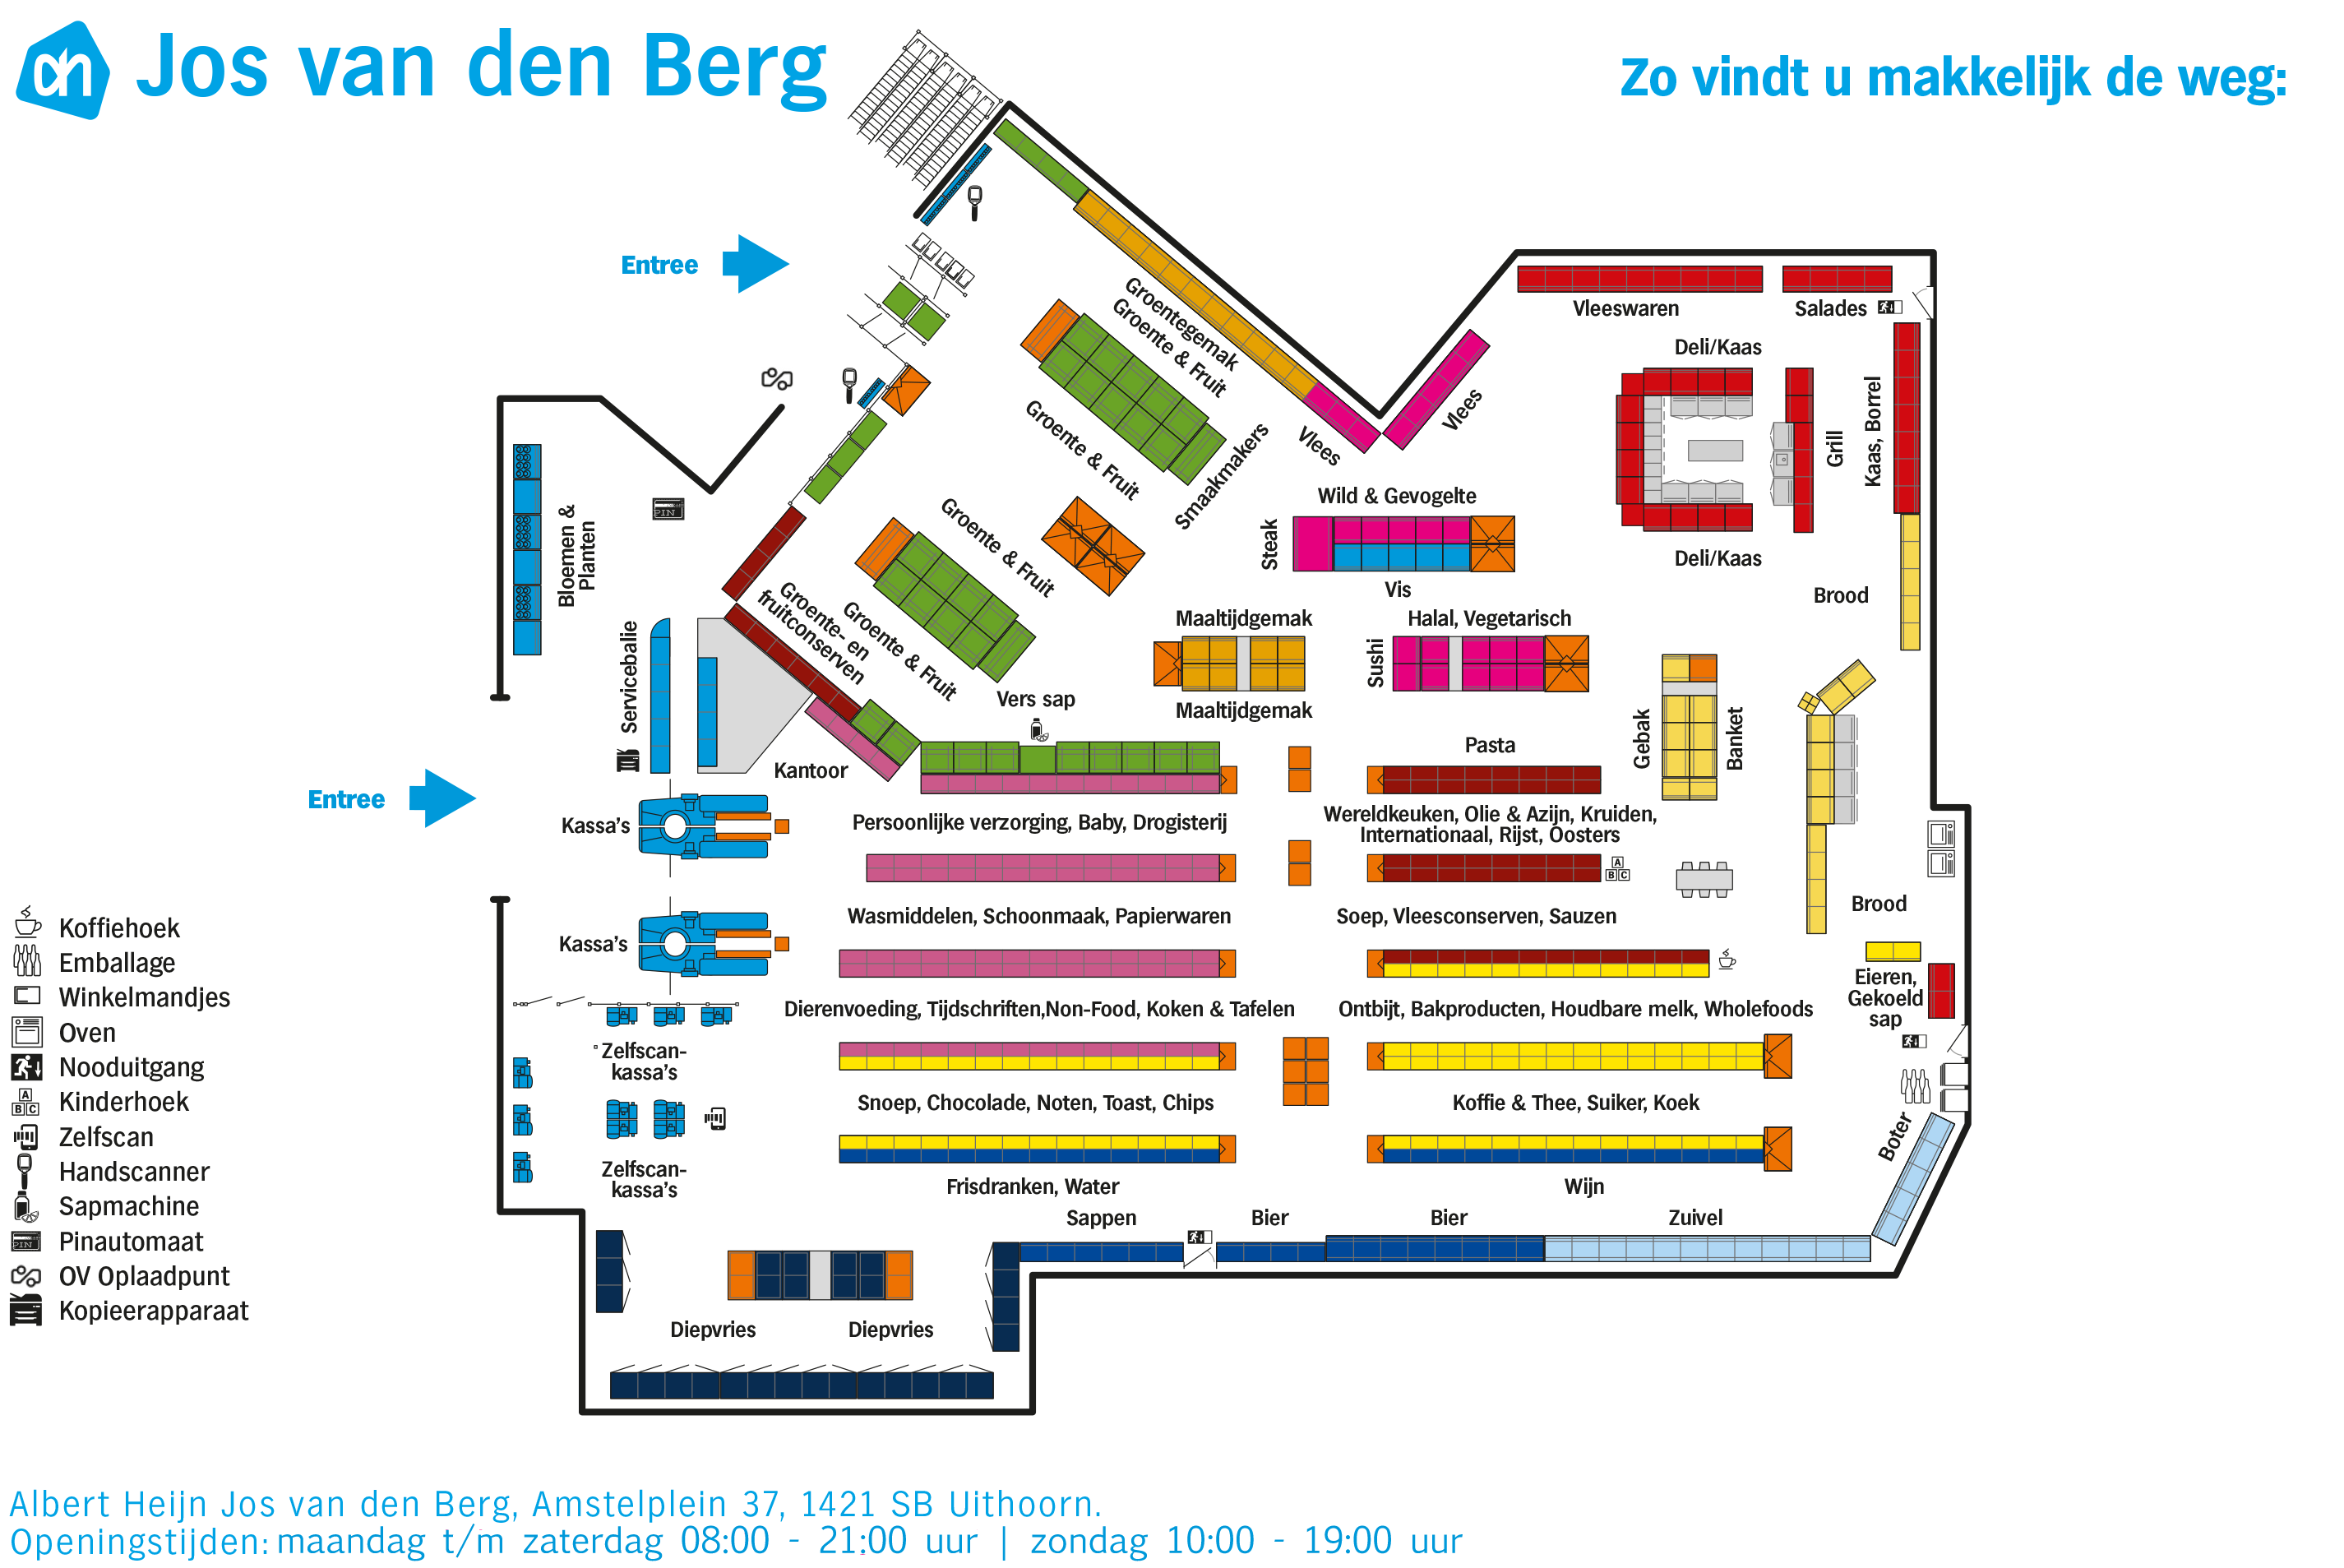 Jos van den Berg
Zo vindt u makkelijk de weg:
Entree
Groentegemak
Groente & Fruit
Groente & Fruit
Smaakmakers
Vlees
Vlees
Vleeswaren
Salades
Deli/Kaas
Grill
Kaas, Borrel
Deli/Kaas
Brood
Wild & Gevogelte
Steak
Vis
Groente & Fruit
Groente & Fruit
Groente- en
fruitconserven
Bloemen &
Planten
PIN
Servicebalie
Kantoor
Vers sap
Maaltijdgemak
Maaltijdgemak
Halal, Vegetarisch
Sushi
Gebak
Banket
Pasta
Entree
Kassa's
Persoonlijke verzorging, Baby, Drogisterij
Wereldkeuken, Olie & Azijn, Kruiden,
Internationaal, Rijst, Oosters
A
B C
Kassa's
Wasmiddelen, Schoonmaak, Papierwaren
Soep, Vleesconserven, Sauzen
Brood
Eieren,
Gekoeld
sap
Dierenvoeding, Tijdschriften,Non-Food, Koken & Tafelen
Ontbijt, Bakproducten, Houdbare melk, Wholefoods
Zelfscan-
kassa's
Snoep, Chocolade, Noten, Toast, Chips
Koffie & Thee, Suiker, Koek
Boter
Zelfscan-
kassa's
Frisdranken, Water
Wijn
Sappen
Bier
Bier
Zuivel
Diepvries
Diepvries
Koffiehoek
Emballage
Winkelmandjes
Oven
Nooduitgang
A
B C
Kinderhoek
Zelfscan
Handscanner
Sapmachine
PIN
Pinautomaat
OV Oplaadpunt
Kopieerapparaat
Albert Heijn Jos van den Berg, Amstelplein 37, 1421 SB Uithoorn.
Openingstijden: maandag t/m zaterdag 08:00 - 21:00 uur | zondag 10:00 - 19:00 uur